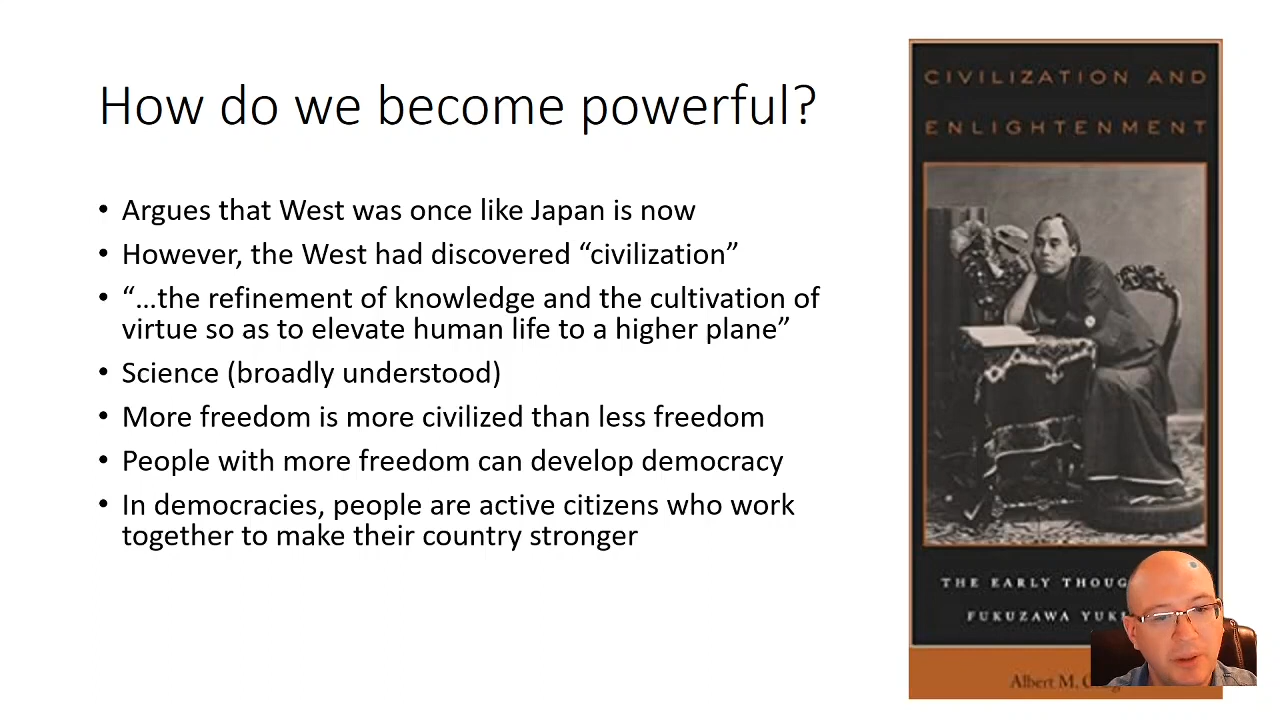 How do we become powerful?
• Argues that West was once like Japan is now
• However, the West had discovered “civilization”
• “…the refinement of knowledge and the cultivation of
virtue so as to elevate human life to a higher plane”
• Science (broadly understood)
• More freedom is more civilized than less freedom
• People with more freedom can develop democracy
• In democracies, people are active citizens who work
together to make their country stronger
CIVILIZATION AND
ENLIGHTENMENT
THE EARLY
FUKUZAWA
Albert M.